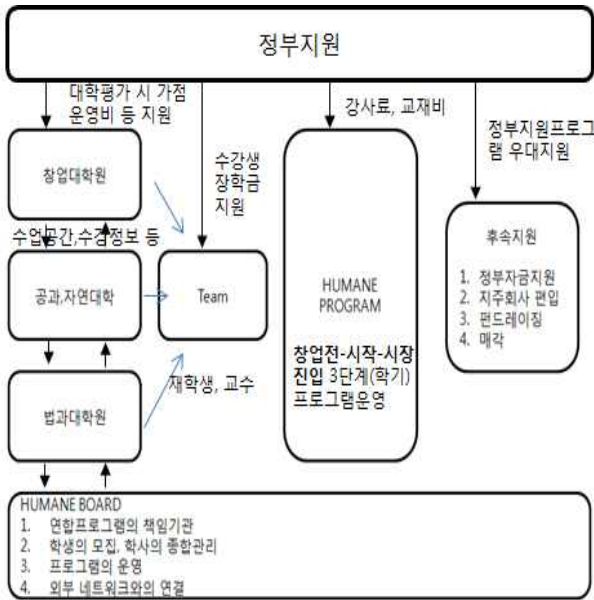 정부지원
대학평가 시 가점
운영비 등 지원
강사료, 교재비
정부지원프로그
램 우대지원
수강생
장학금
지원
창업대학원
수업공간,수강정보 등
공과,자연대학
Team
재학생, 교수
법과대학원
HUMANE
PROGRAM
창업전-시작-시장
진입 3단계(학기)
프로그램운영
후속지원
1. 정부자금지원
2. 지주회사 편입
3. 펀드레이징
4. 매각
HUMANE BOARD
1. 연합프로그램의 책임기관
2. 학생의 모집, 학사의 종합관리
3. 프로그램의 운영
4. 외부 네트워크와의 연결